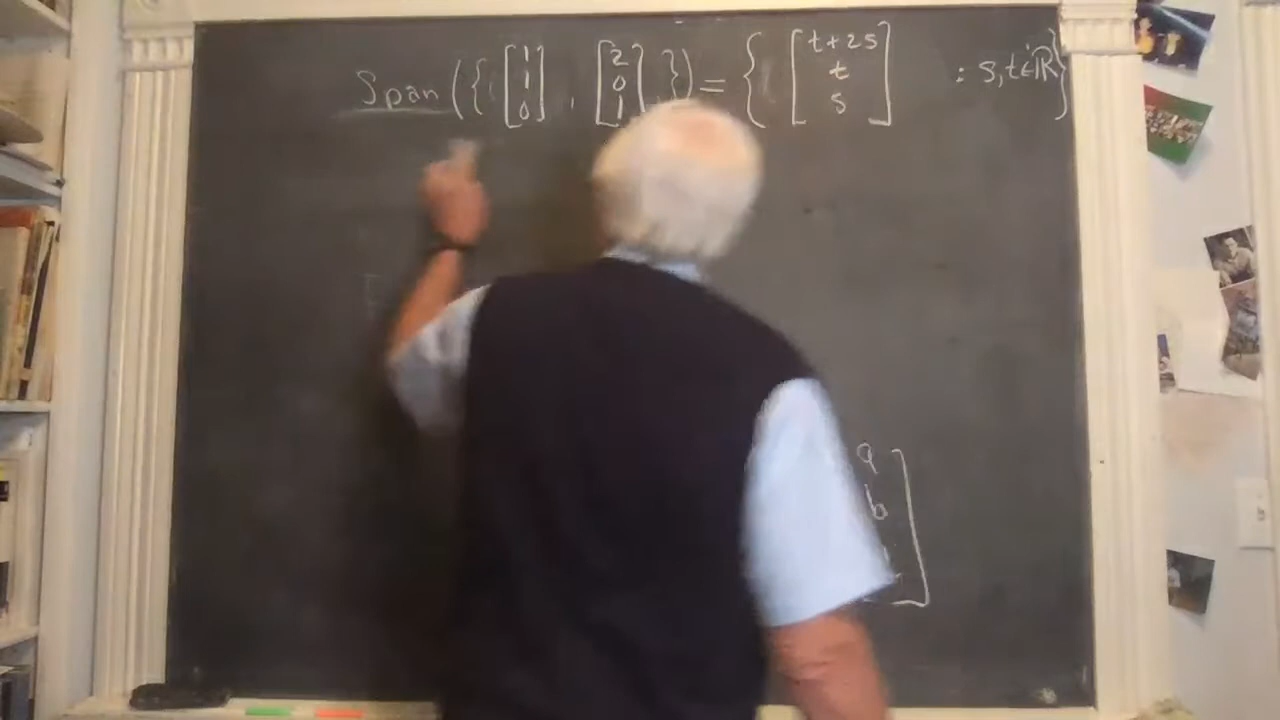 Span({[1 1 0], [2 0 1]}) = {[t+2s t s] : s,t∈ℝ}
a
b